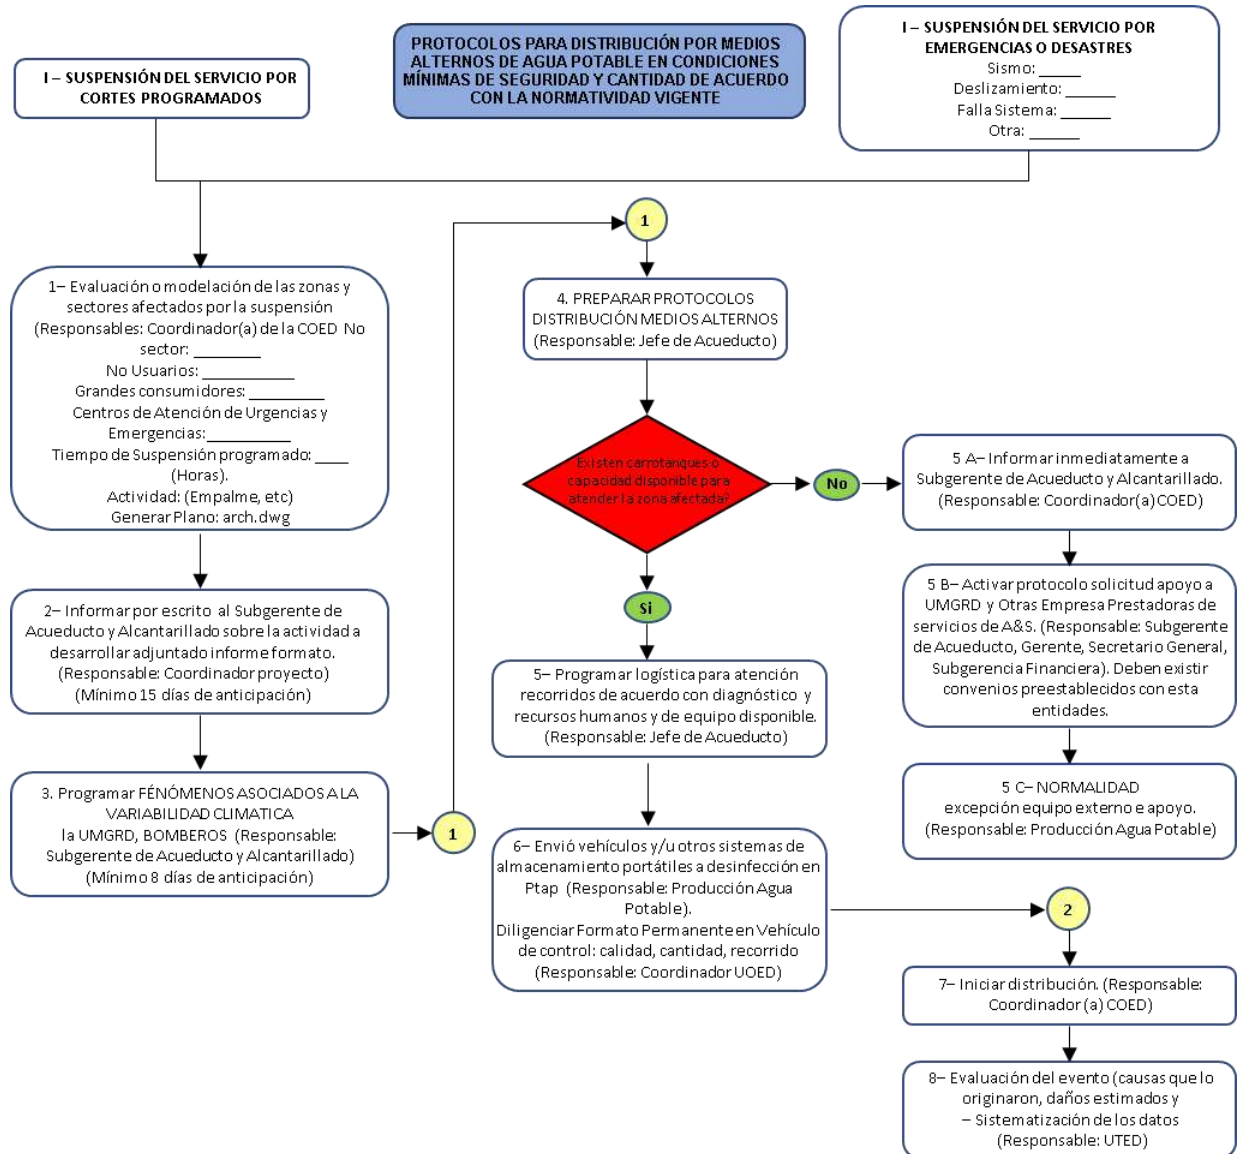 I – SUSPENSIÓN DEL SERVICIO POR
CORTES PROGRAMADOS
PROTOCOLOS PARA DISTRIBUCIÓN POR MEDIOS
ALTERNOS DE AGUA POTABLE EN CONDICIONES
MÍNIMAS DE SEGURIDAD Y CANTIDAD DE ACUERDO
CON LA NORMATIVIDAD VIGENTE
I – SUSPENSIÓN DEL SERVICIO POR
EMERGENCIAS O DESASTRES
Sismo: _____
Deslizamiento: ______
Falla Sistema: ______
Otra: ______
1– Evaluación o modelación de las zonas y
sectores afectados por la suspensión
(Responsables: Coordinador(a) de la COED No
sector: ________
No Usuarios: ___________
Grandes consumidores: _________
Centros de Atención de Urgencias y
Emergencias:__________
Tiempo de Suspensión programado: ____
(Horas).
Actividad: (Empalme, etc)
Generar Plano: arch.dwg
2– Informar por escrito al Subgerente de
Acueducto y Alcantarillado sobre la actividad a
desarrollar adjuntado informe formato.
(Responsable: Coordinador proyecto)
(Mínimo 15 días de anticipación)
3. Programar FÉNÓMENOS ASOCIADOS A LA
VARIABILIDAD CLIMATICA
la UMGRD, BOMBEROS (Responsable:
Subgerente de Acueducto y Alcantarillado)
(Mínimo 8 días de anticipación)
1
1
4. PREPARAR PROTOCOLOS
DISTRIBUCIÓN MEDIOS ALTERNOS
(Responsable: Jefe de Acueducto)
Existen carrotanques o
capacidad disponible para
atender la zona afectada?
No
Si
5 A– Informar inmediatamente a
Subgerente de Acueducto y Alcantarillado.
(Responsable: Coordinador(a) COED)
5 B– Activar protocolo solicitud apoyo a
UMGRD y Otras Empresa Prestadoras de
servicios de A&S. (Responsable: Subgerente
de Acueducto, Gerente, Secretario General,
Subgerencia Financiera). Deben existir
convenios preestablecidos con esta
entidades.
5 C– NORMALIDAD
excepción equipo externo e apoyo.
(Responsable: Producción Agua Potable)
5– Programar logística para atención
recorridos de acuerdo con diagnóstico y
recursos humanos y de equipo disponible.
(Responsable: Jefe de Acueducto)
6– Envió vehículos y/u otros sistemas de
almacenamiento portátiles a desinfección en
Ptap (Responsable: Producción Agua
Potable).
Diligenciar Formato Permanente en Vehículo
de control: calidad, cantidad, recorrido
(Responsable: Coordinador UOED)
2
7– Iniciar distribución. (Responsable:
Coordinador (a) COED)
8– Evaluación del evento (causas que lo
originaron, daños estimados y
– Sistematización de los datos
(Responsable: UTED)